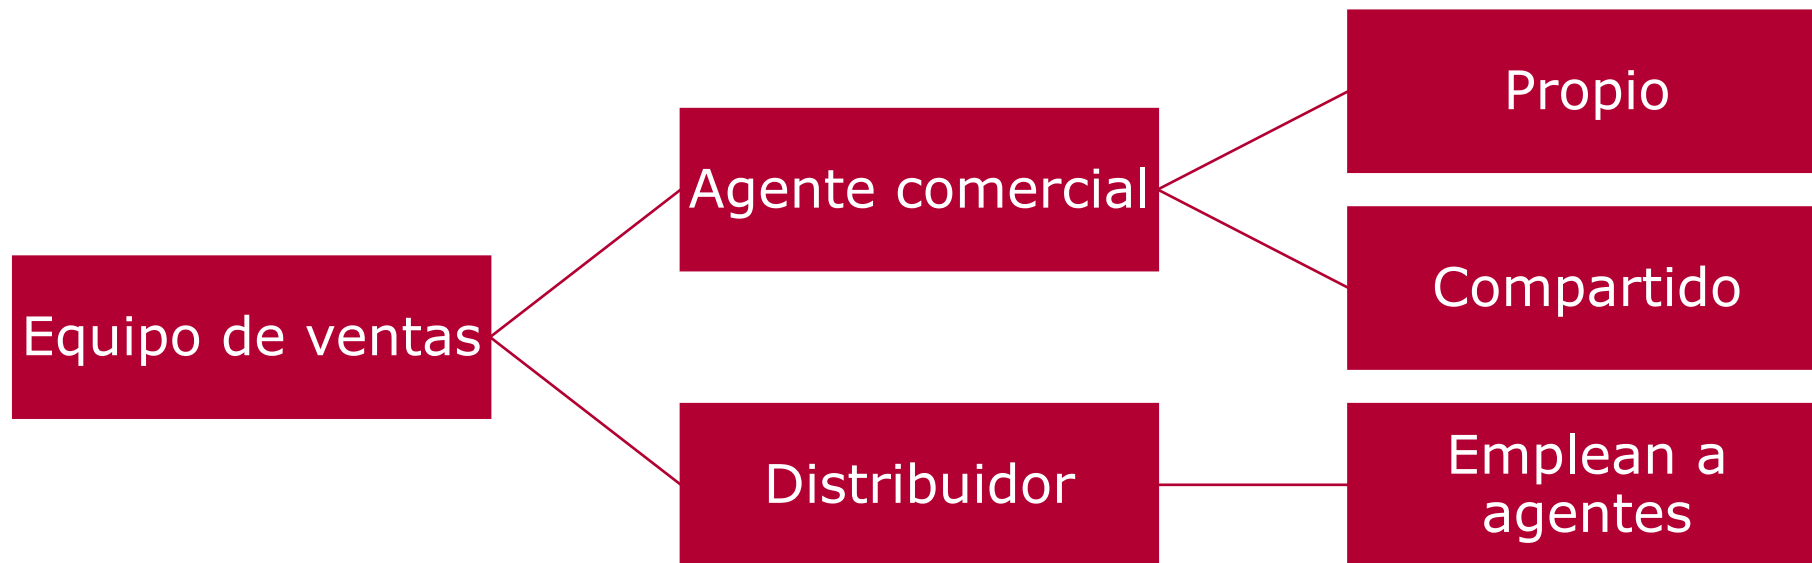 Equipo de ventas
Agente comercial
Propio
Compartido
Distribuidor
Emplean a
agentes